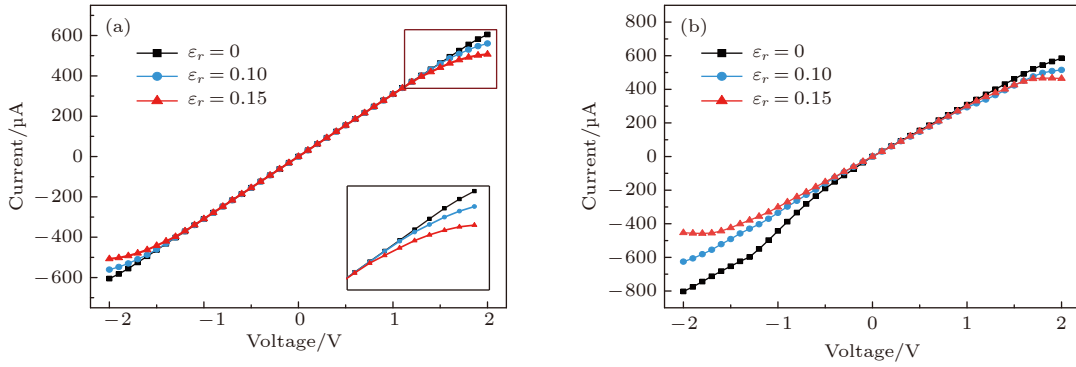 (a)
εr = 0
εr = 0.10
εr = 0.15
600
400
200
0
−200
−400
−600
Current/μA
−2
−1
0
1
2
Voltage/V
(b)
εr = 0
εr = 0.10
εr = 0.15
800
600
400
200
0
−200
−400
−600
−800
Current/μA
−2
−1
0
1
2
Voltage/V